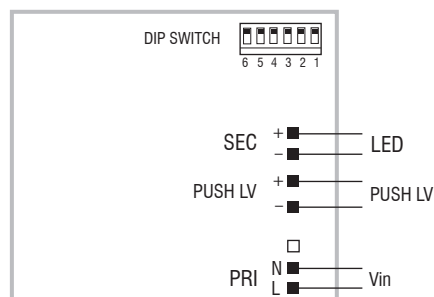 DIP SWITCH
6 5 4 3 2 1
SEC + LED
−
PUSH LV + PUSH LV
−
N
PRI Vin
L